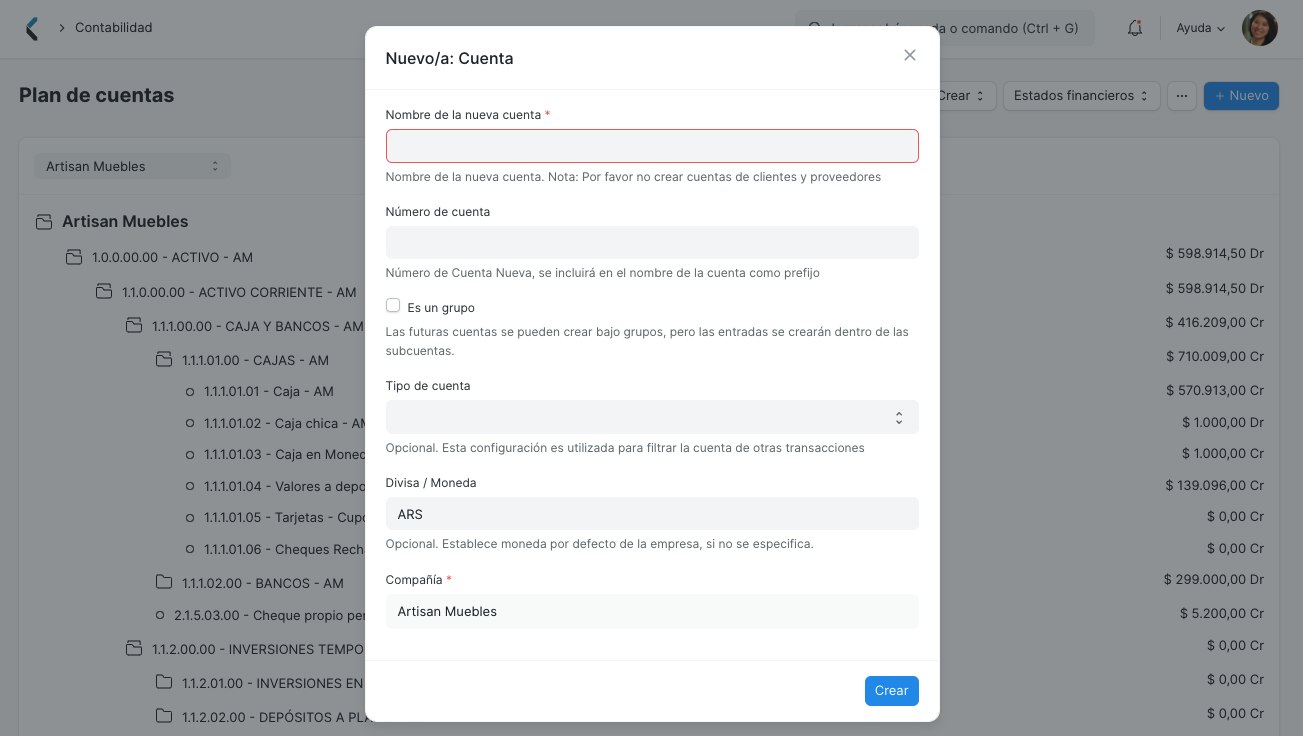 Contabilidad
da o comando (Ctrl + G)
Ayuda
Plan de cuentas
Crear
Estados financieros
+ Nuevo
Artisan Muebles
Artisan Muebles
1.0.0.00.00 - ACTIVO - AM
$ 598.914,50 Dr
1.1.0.00.00 - ACTIVO CORRIENTE - AM
$ 598.914,50 Dr
1.1.1.00.00 - CAJA Y BANCOS - AM
$ 416.209,00 Cr
1.1.1.01.00 - CAJAS - AM
$ 710.009,00 Cr
1.1.1.01.01 - Caja - AM
$ 570.913,00 Cr
1.1.1.01.02 - Caja chica - AM
$ 1.000,00 Dr
1.1.1.01.03 - Caja en Mone
$ 1.000,00 Cr
1.1.1.01.04 - Valores a depo
$ 139.096,00 Cr
1.1.1.01.05 - Tarjetas - Cup
$ 0,00 Cr
1.1.1.01.06 - Cheques Rech
$ 0,00 Cr
1.1.1.02.00 - BANCOS - AM
$ 299.000,00 Dr
2.1.5.03.00 - Cheque propio pe
$ 5.200,00 Cr
1.1.2.00.00 - INVERSIONES TEMPO
$ 0,00 Cr
1.1.2.01.00 - INVERSIONES EN
$ 0,00 Cr
1.1.2.02.00 - DEPÓSITOS A PLA
$ 0,00 Cr
Nuevo/a: Cuenta
Nombre de la nueva cuenta *
Nombre de la nueva cuenta. Nota: Por favor no crear cuentas de clientes y proveedores
Número de cuenta
Número de Cuenta Nueva, se incluirá en el nombre de la cuenta como prefijo
Es un grupo
Las futuras cuentas se pueden crear bajo grupos, pero las entradas se crearán dentro de las
subcuentas.
Tipo de cuenta
Opcional. Esta configuración es utilizada para filtrar la cuenta de otras transacciones
Divisa / Moneda
ARS
Opcional. Establece moneda por defecto de la empresa, si no se especifica.
Compañía *
Artisan Muebles
Crear